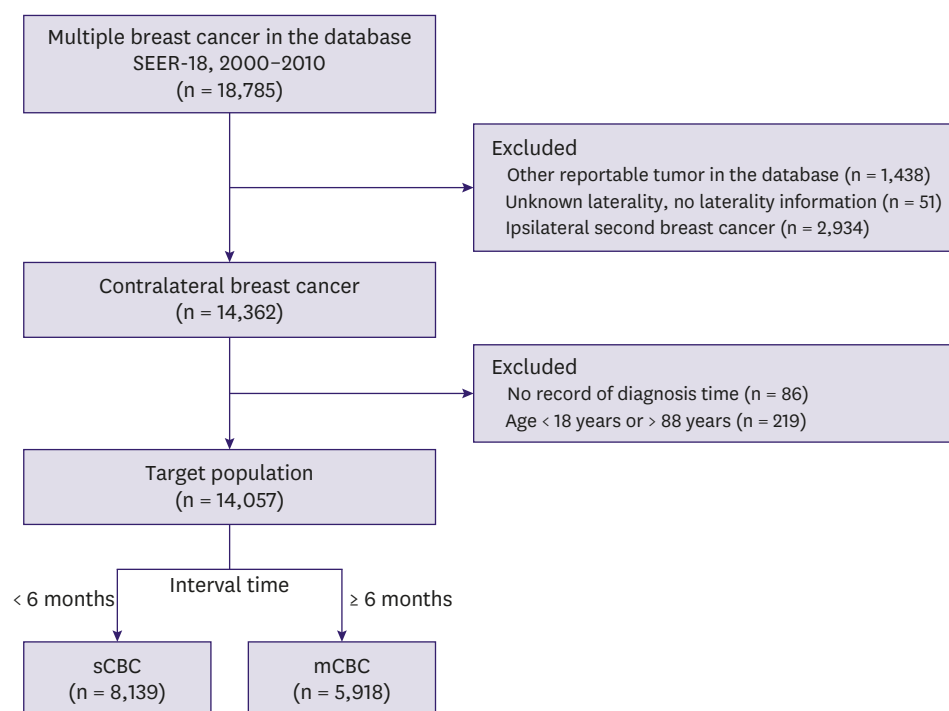 Multiple breast cancer in the database
SEER-18, 2000–2010
(n = 18,785)
Excluded
Other reportable tumor in the database (n = 1,438)
Unknown laterality, no laterality information (n = 51)
Ipsilateral second breast cancer (n = 2,934)
Contralateral breast cancer
(n = 14,362)
Excluded
No record of diagnosis time (n = 86)
Age < 18 years or > 88 years (n = 219)
Target population
(n = 14,057)
Interval time
< 6 months
≥ 6 months
sCBC
(n = 8,139)
mCBC
(n = 5,918)